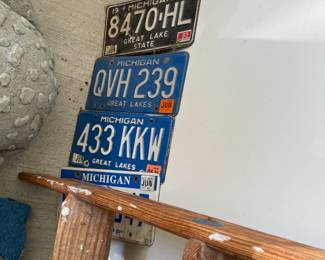 19 MICHIGAN
8470·HL 83
GREAT LAKE
STATE
MICHIGAN
QVH 239
GREAT LAKES JUN
MICHIGAN
433 KKW
GREAT LAKES
MICHIGAN JUN